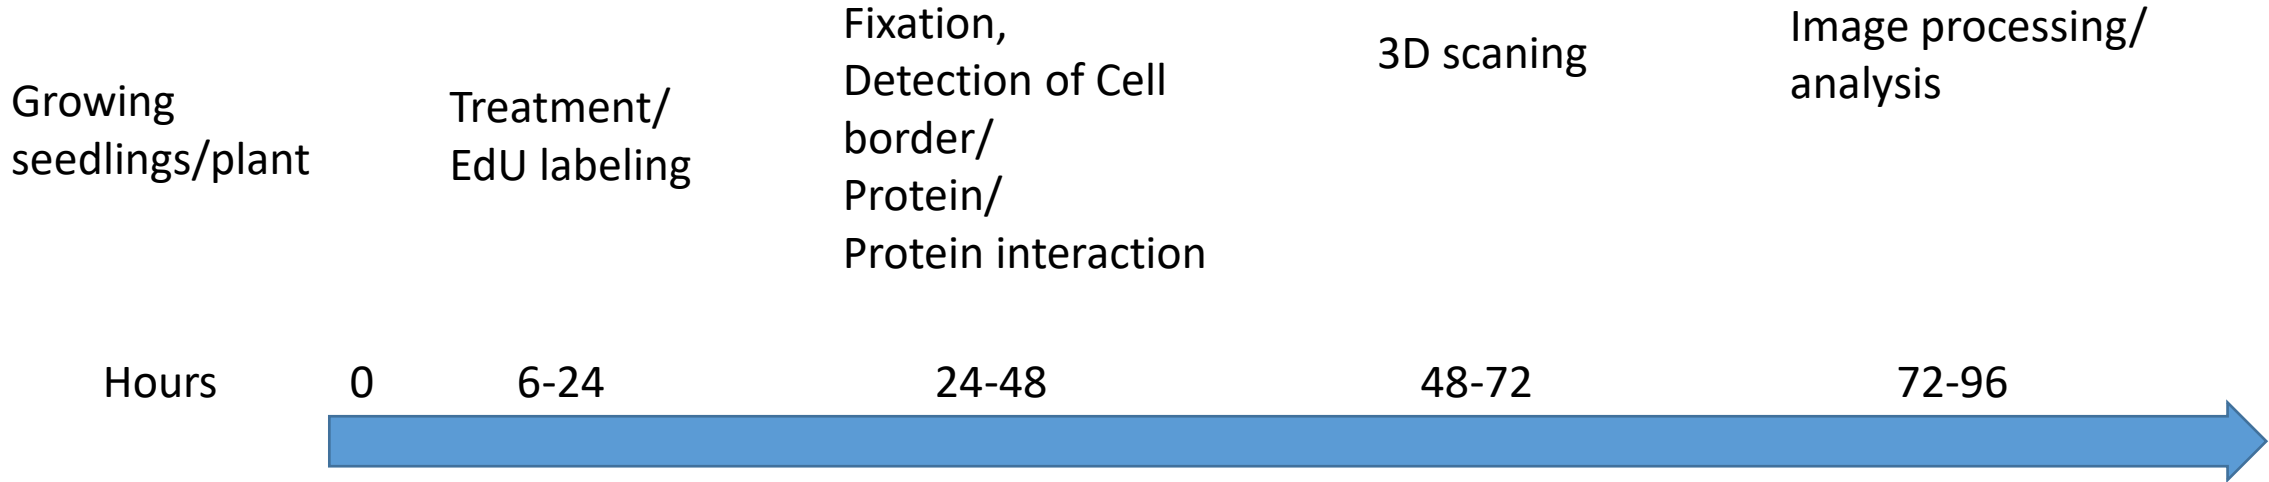 Growing
seedlings/plant
Treatment/
EdU labeling
Fixation,
Detection of Cell
border/
Protein/
Protein interaction
3D scaning
Image processing/
analysis
Hours 0 6-24 24-48 48-72 72-96